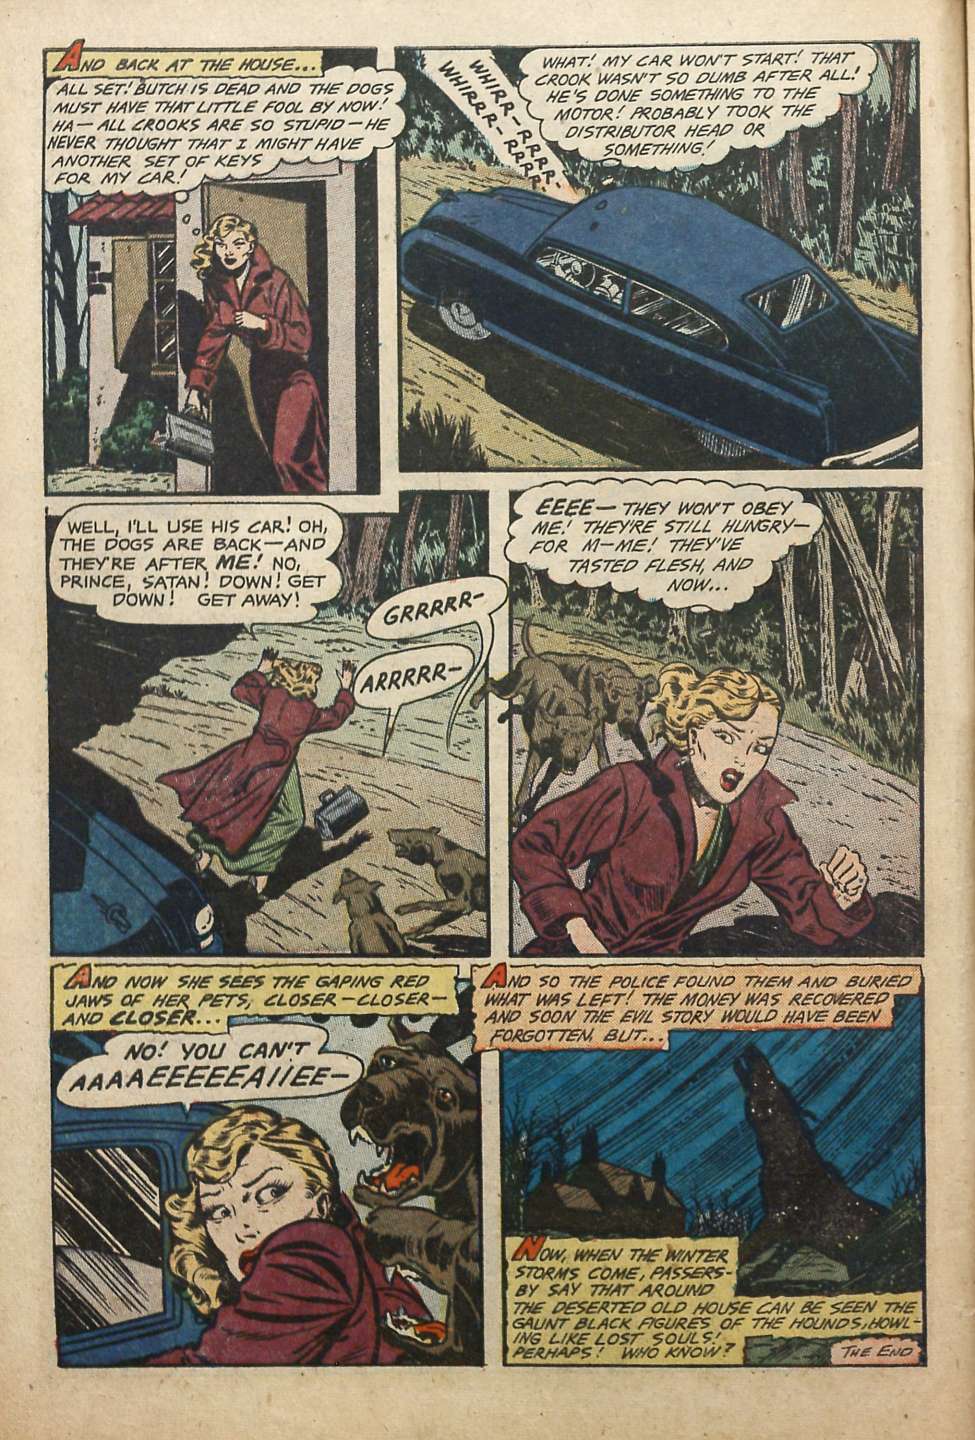 AND BACK AT THE HOUSE...
ALL SET! BUTCH IS DEAD AND THE DOGS
MUST HAVE THAT LITTLE FOOL BY NOW!
HA—ALL CROOKS ARE SO STUPID—HE
NEVER THOUGHT THAT I MIGHT HAVE
ANOTHER SET OF KEYS
FOR MY CAR!
WHIRR-RRRR-
WHIRRR-RRRRR
WHAT! MY CAR WON'T START! THAT
CROOK WASN'T SO DUMB AFTER ALL!
HE'S DONE SOMETHING TO THE
MOTOR! PROBABLY TOOK THE
DISTRIBUTOR HEAD OR
SOMETHING!
WELL, I'LL USE HIS CAR! OH,
THE DOGS ARE BACK—AND
THEY'RE AFTER ME! NO,
PRINCE, SATAN! DOWN! GET
DOWN! GET AWAY!
GRRRRR-
ARRRRR—
EEEE— THEY WON'T OBEY
ME! THEY'RE STILL HUNGRY—
FOR M—ME! THEY'VE
TASTED FLESH, AND
NOW...
AND NOW SHE SEES THE GAPING RED
JAWS OF HER PETS, CLOSER—CLOSER—
AND CLOSER...
NO! YOU CAN'T
AAAAEEEEEEAIIEE—
AND SO THE POLICE FOUND THEM AND BURIED
WHAT WAS LEFT! THE MONEY WAS RECOVERED
AND SOON THE EVIL STORY WOULD HAVE BEEN
FORGOTTEN, BUT...
NOW, WHEN THE WINTER
STORMS COME, PASSERS-
BY SAY THAT AROUND
THE DESERTED OLD HOUSE CAN BE SEEN THE
GAUNT BLACK FIGURES OF THE HOUNDS, HOWL-
ING LIKE LOST SOULS!
PERHAPS! WHO KNOW?
THE END